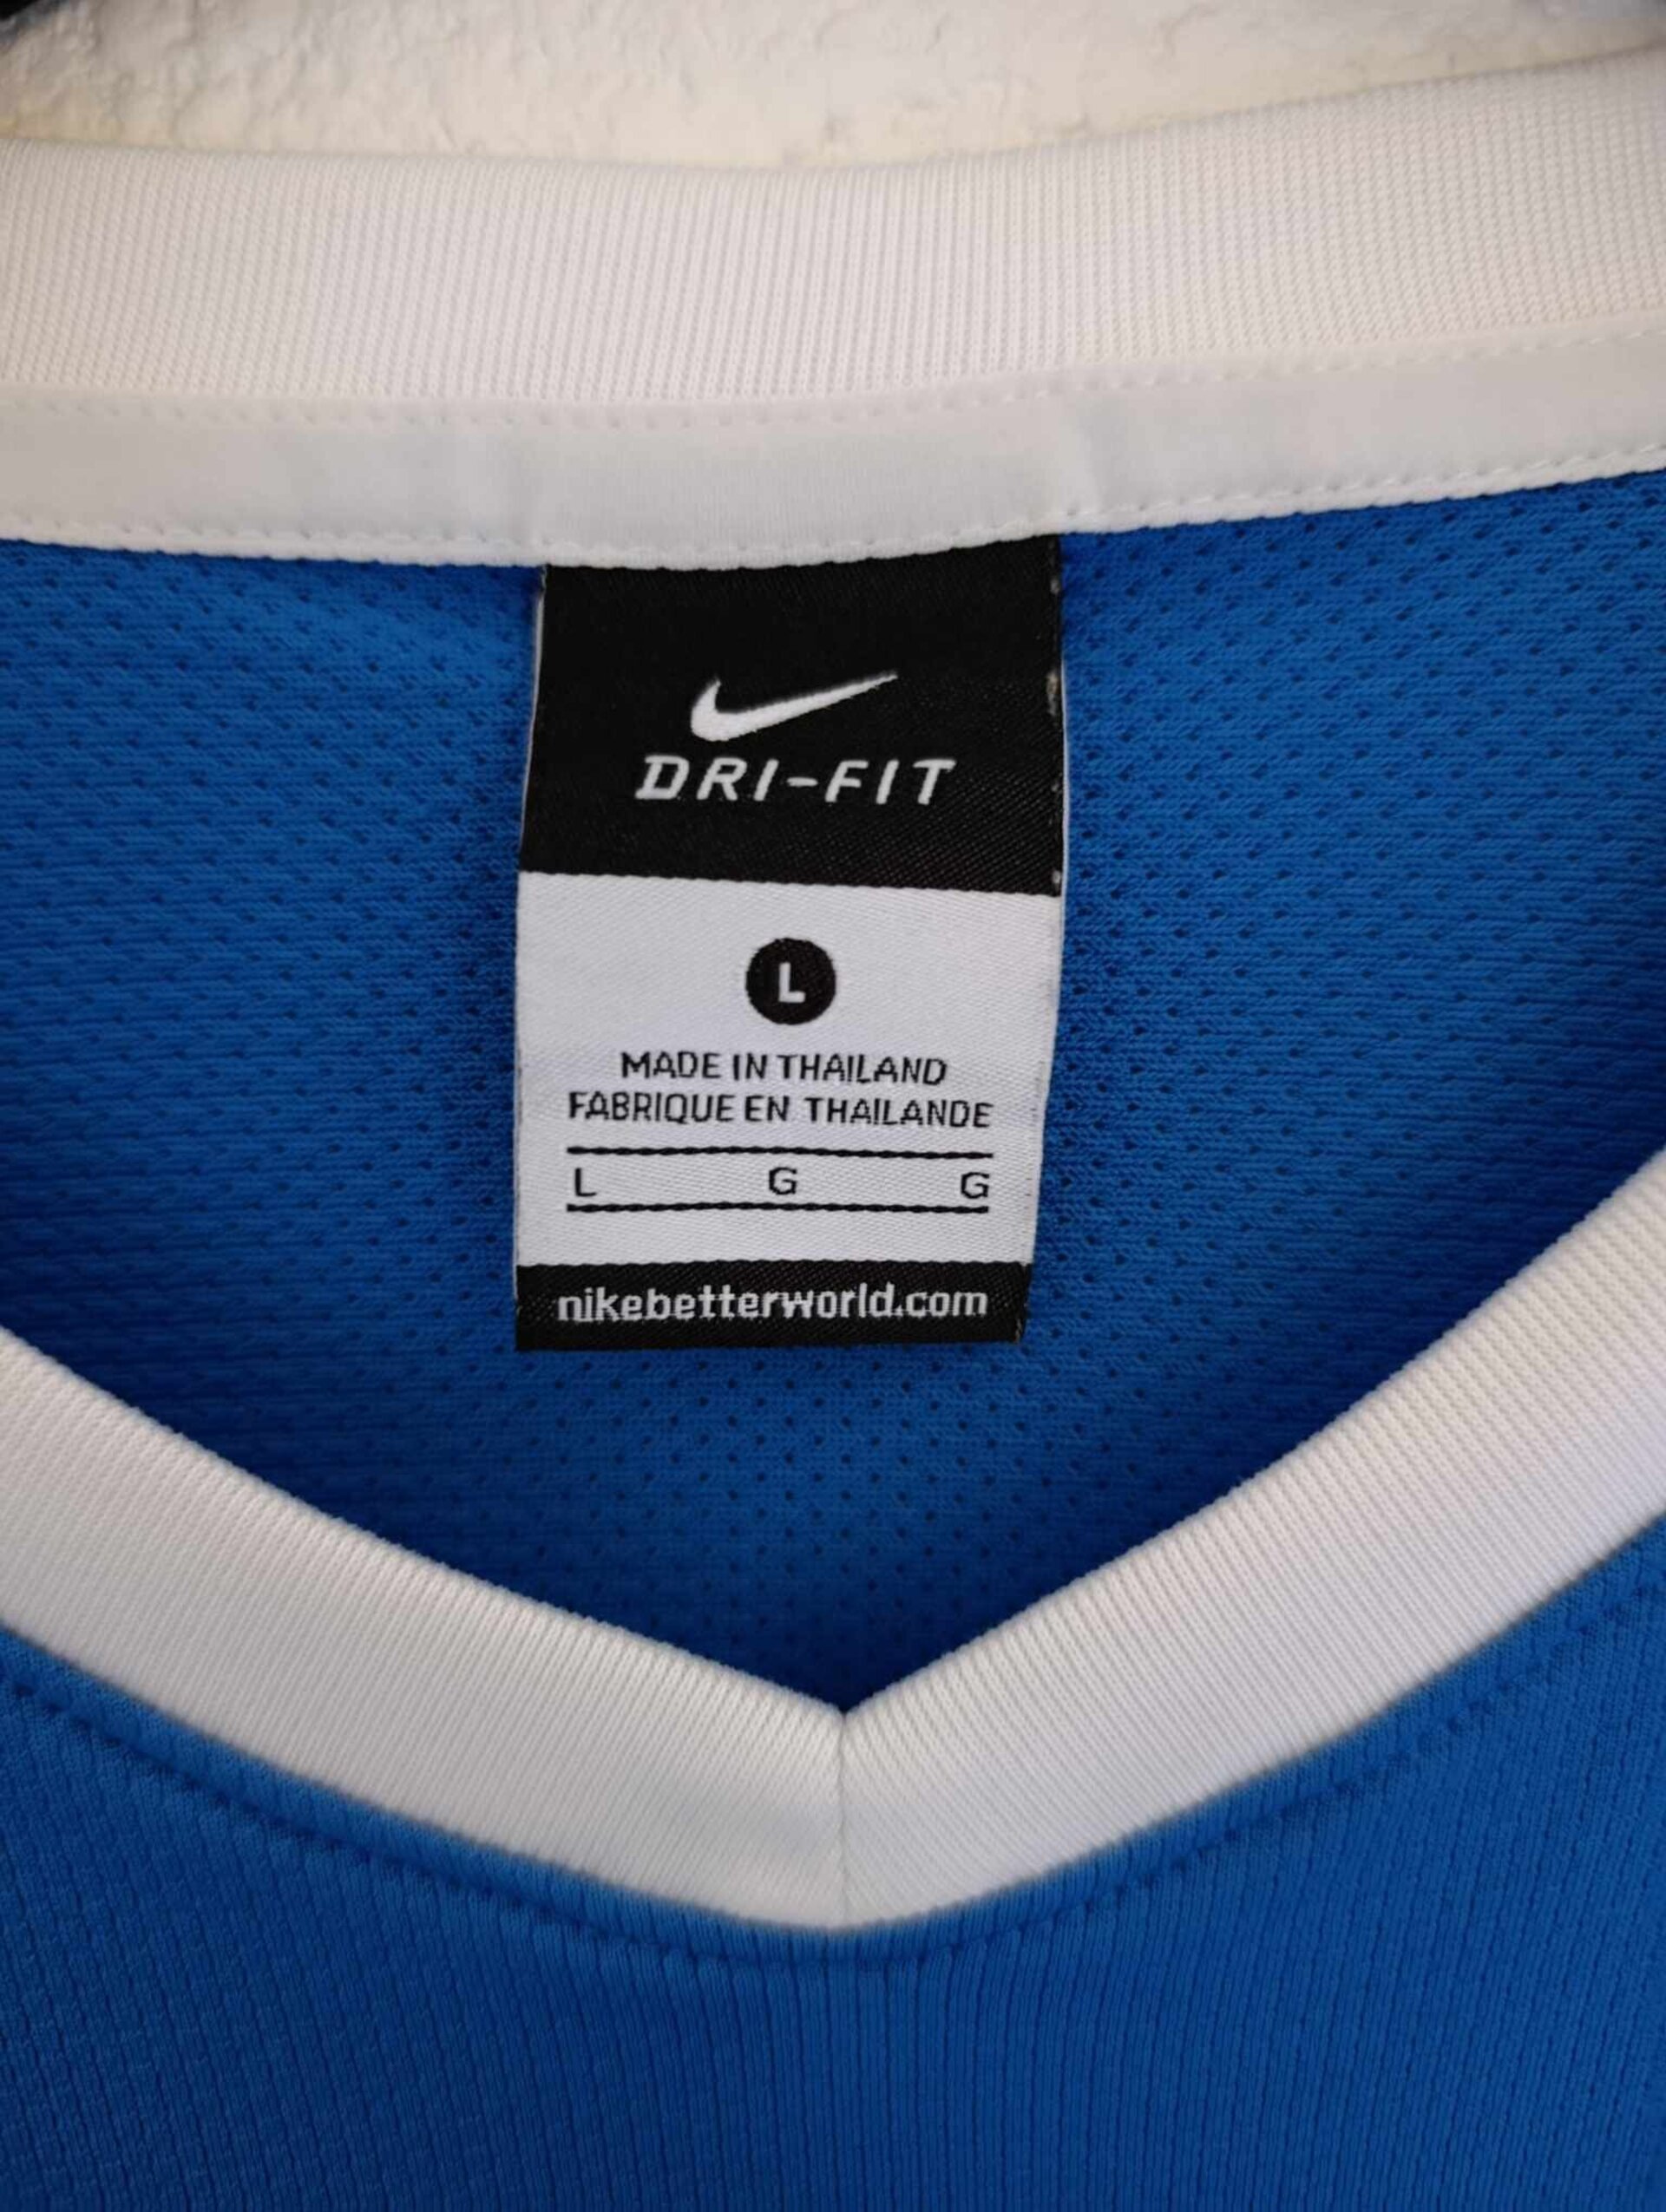 DRI-FIT
L
MADE IN THAILAND
FABRIQUE EN THAILANDE
L G G
nikebetterworld.com